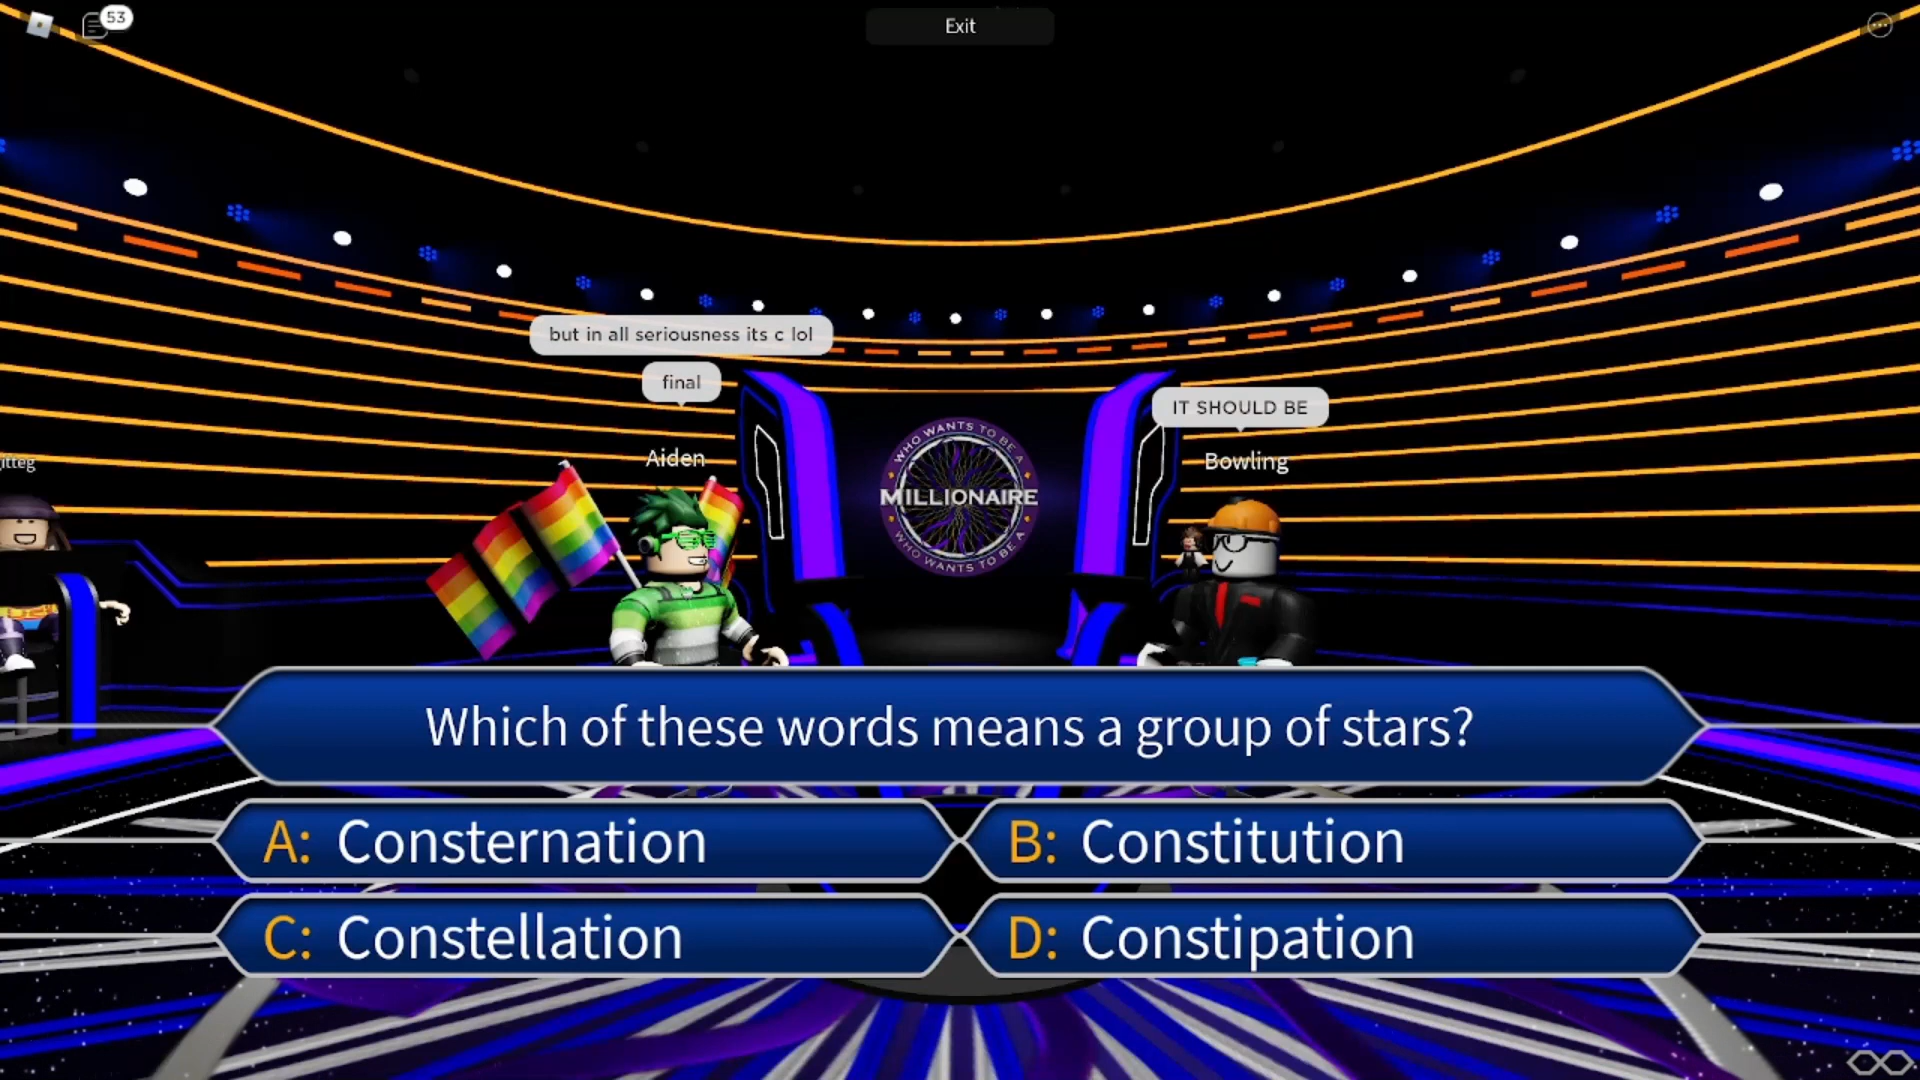 53
Exit
but in all seriousness its c lol
final
IT SHOULD BE
itteg
Aiden
Bowling
WHO WANTS TO BE A
MILLIONAIRE
WHO WANTS TO BE A
Which of these words means a group of stars?
A: Consternation
B: Constitution
C: Constellation
D: Constipation